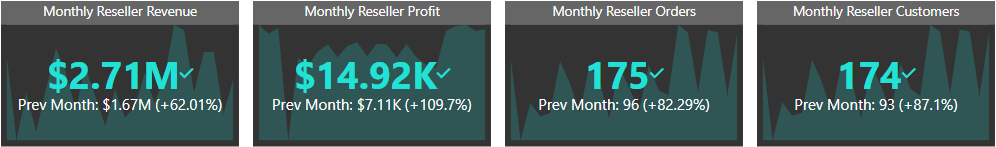 Monthly Reseller Revenue
$2.71M
Prev Month: $1.67M (+62.01%)
Monthly Reseller Profit
$14.92K
Prev Month: $7.11K (+109.7%)
Monthly Reseller Orders
175
Prev Month: 96 (+82.29%)
Monthly Reseller Customers
174
Prev Month: 93 (+87.1%)